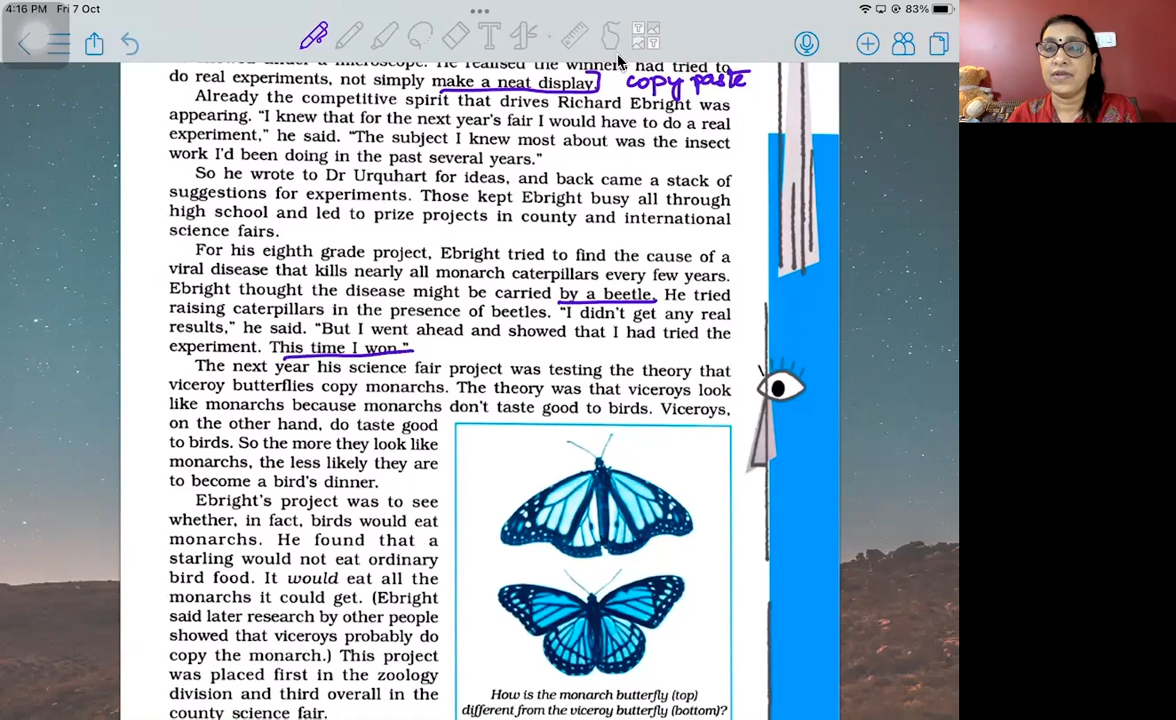 4:16 PM Fri 7 Oct
83%
showed under a microscope. He realised the winners had tried to
do real experiments, not simply make a neat display.
copy paste
Already the competitive spirit that drives Richard Ebright was
appearing. “I knew that for the next year’s fair I would have to do a real
experiment,” he said. “The subject I knew most about was the insect
work I’d been doing in the past several years.”
So he wrote to Dr Urquhart for ideas, and back came a stack of
suggestions for experiments. Those kept Ebright busy all through
high school and led to prize projects in county and international
science fairs.
For his eighth grade project, Ebright tried to find the cause of a
viral disease that kills nearly all monarch caterpillars every few years.
Ebright thought the disease might be carried by a beetle. He tried
raising caterpillars in the presence of beetles. “I didn’t get any real
results,” he said. “But I went ahead and showed that I had tried the
experiment. This time I won.”
The next year his science fair project was testing the theory that
viceroy butterflies copy monarchs. The theory was that viceroys look
like monarchs because monarchs don’t taste good to birds. Viceroys,
on the other hand, do taste good
to birds. So the more they look like
monarchs, the less likely they are
to become a bird’s dinner.
Ebright’s project was to see
whether, in fact, birds would eat
monarchs. He found that a
starling would not eat ordinary
bird food. It would eat all the
monarchs it could get. (Ebright
said later research by other people
showed that viceroys probably do
copy the monarch.) This project
was placed first in the zoology
division and third overall in the
county science fair.
How is the monarch butterfly (top)
different from the viceroy butterfly (bottom)?